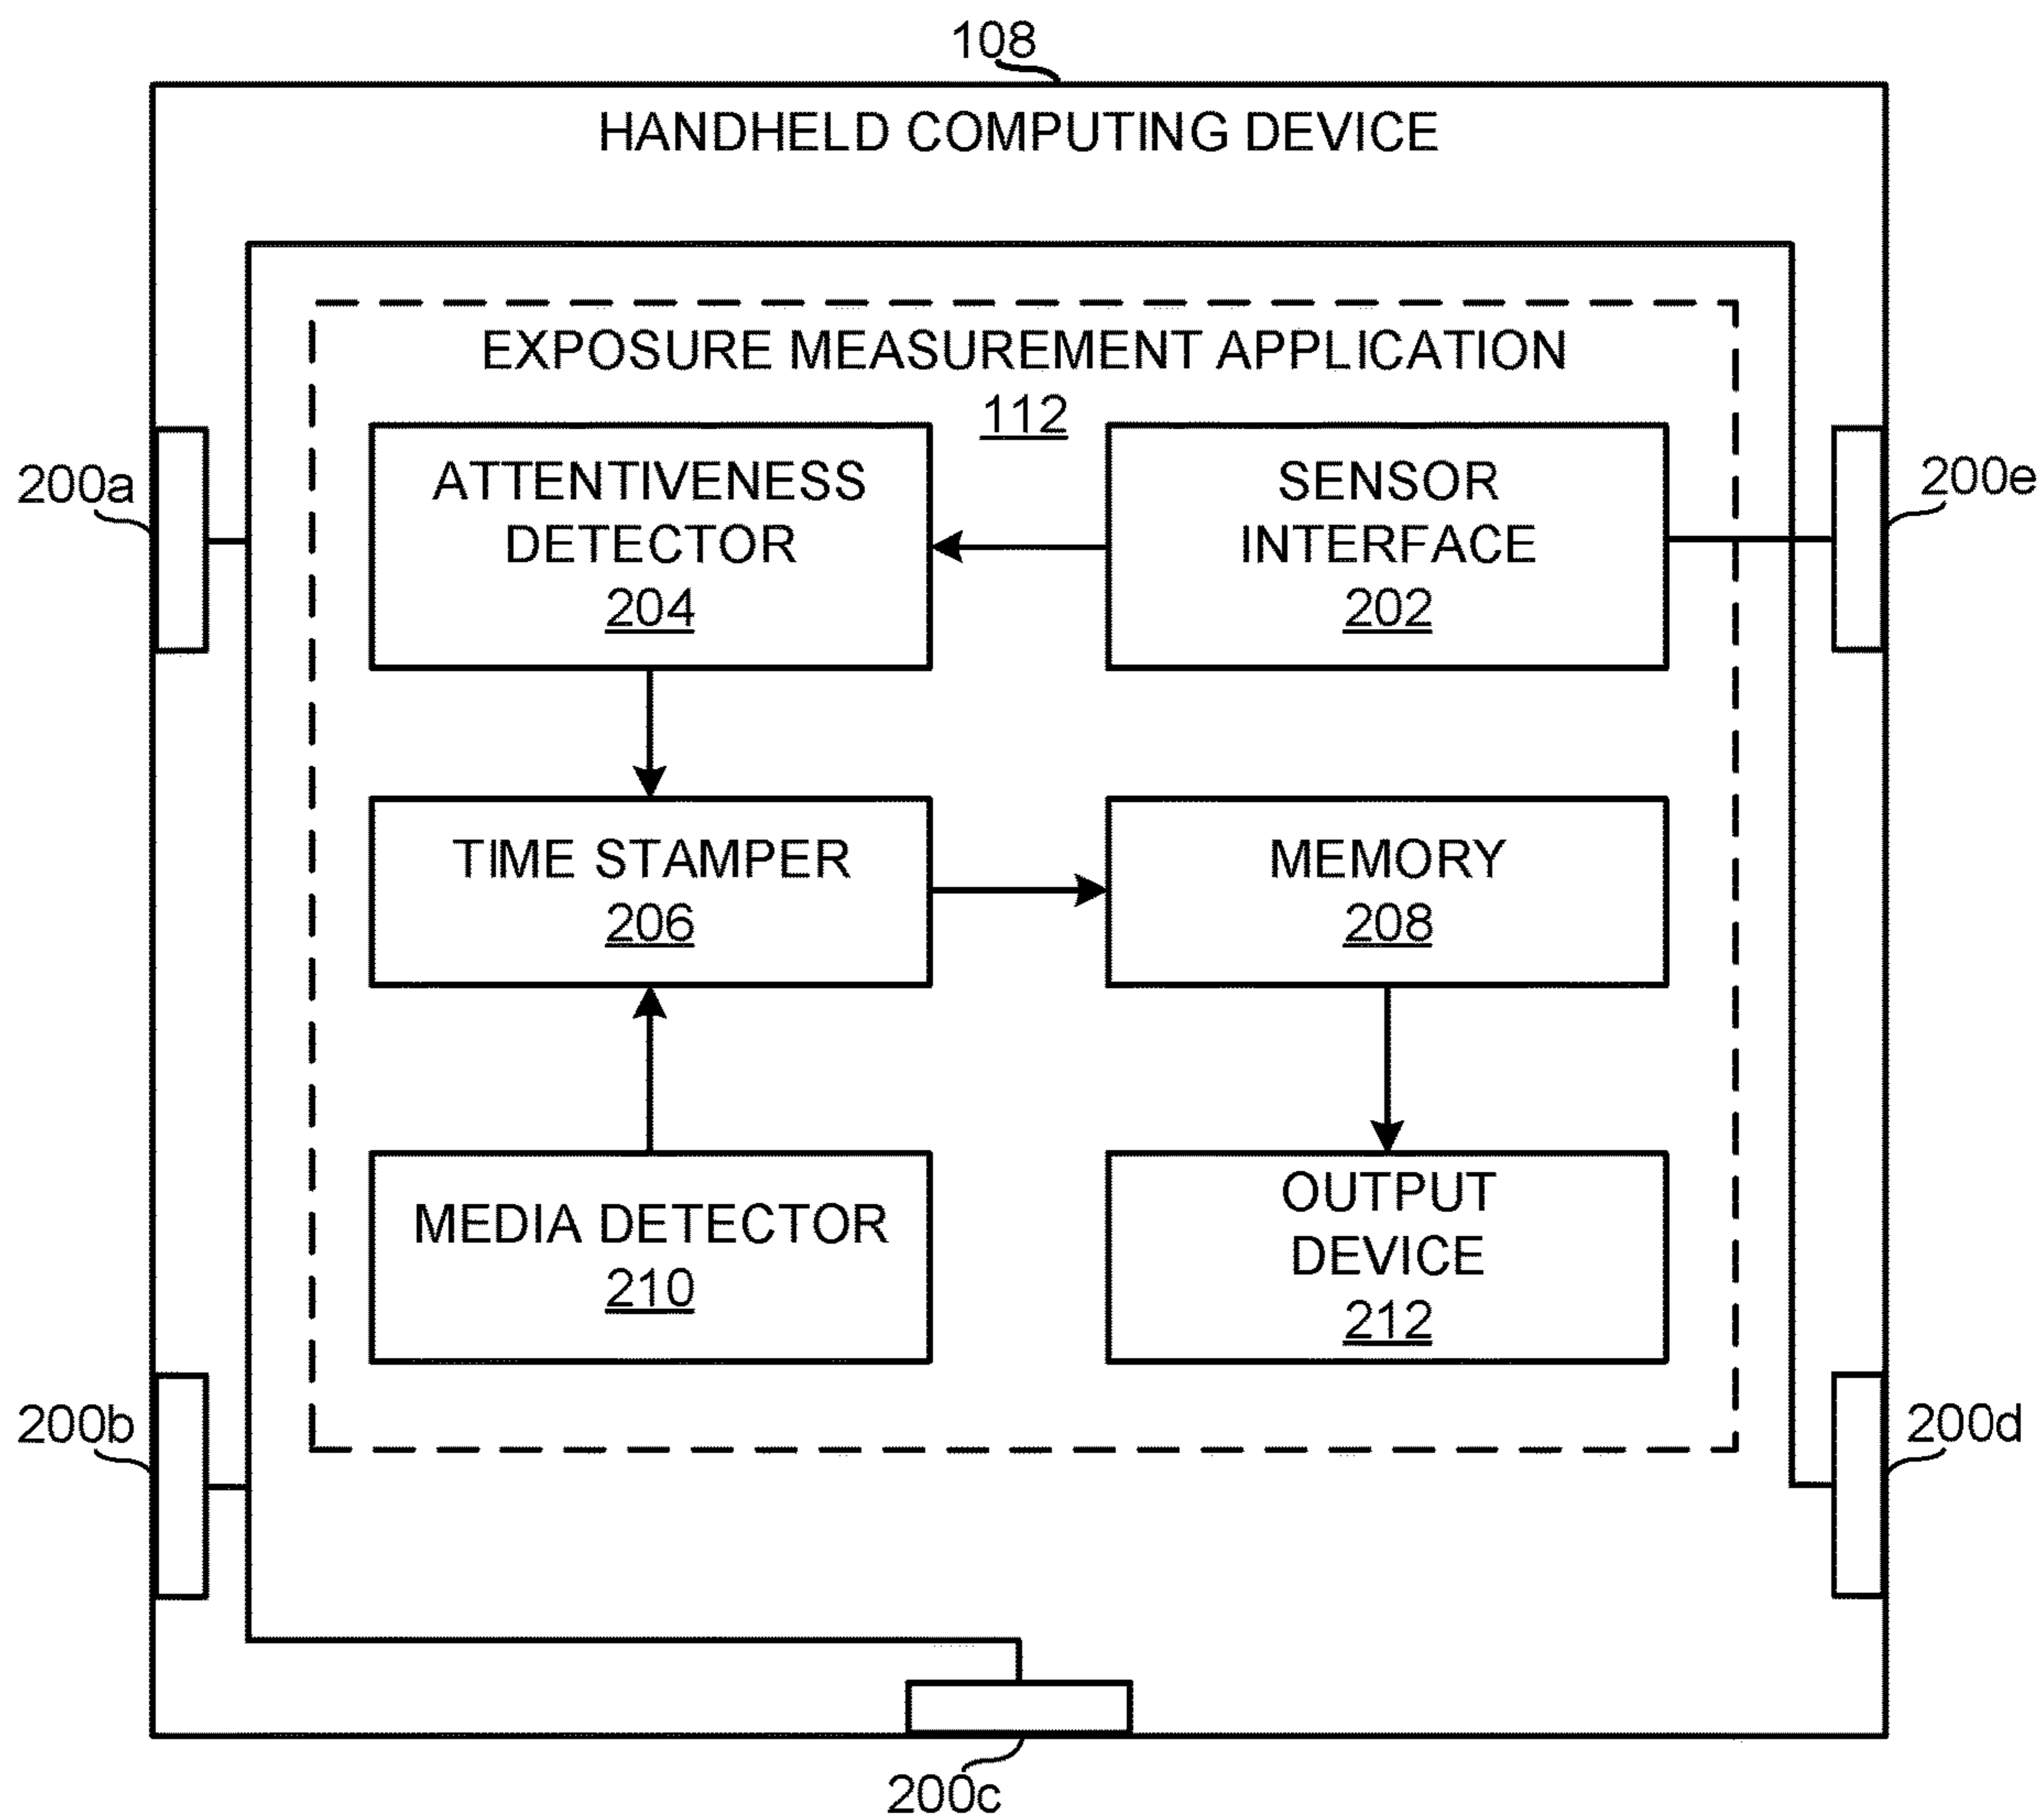 108
HANDHELD COMPUTING DEVICE
EXPOSURE MEASUREMENT APPLICATION
112
200a
ATTENTIVENESS
DETECTOR
204
SENSOR
INTERFACE
202
200e
TIME STAMPER
206
MEMORY
208
MEDIA DETECTOR
210
OUTPUT
DEVICE
212
200b
200d
200c